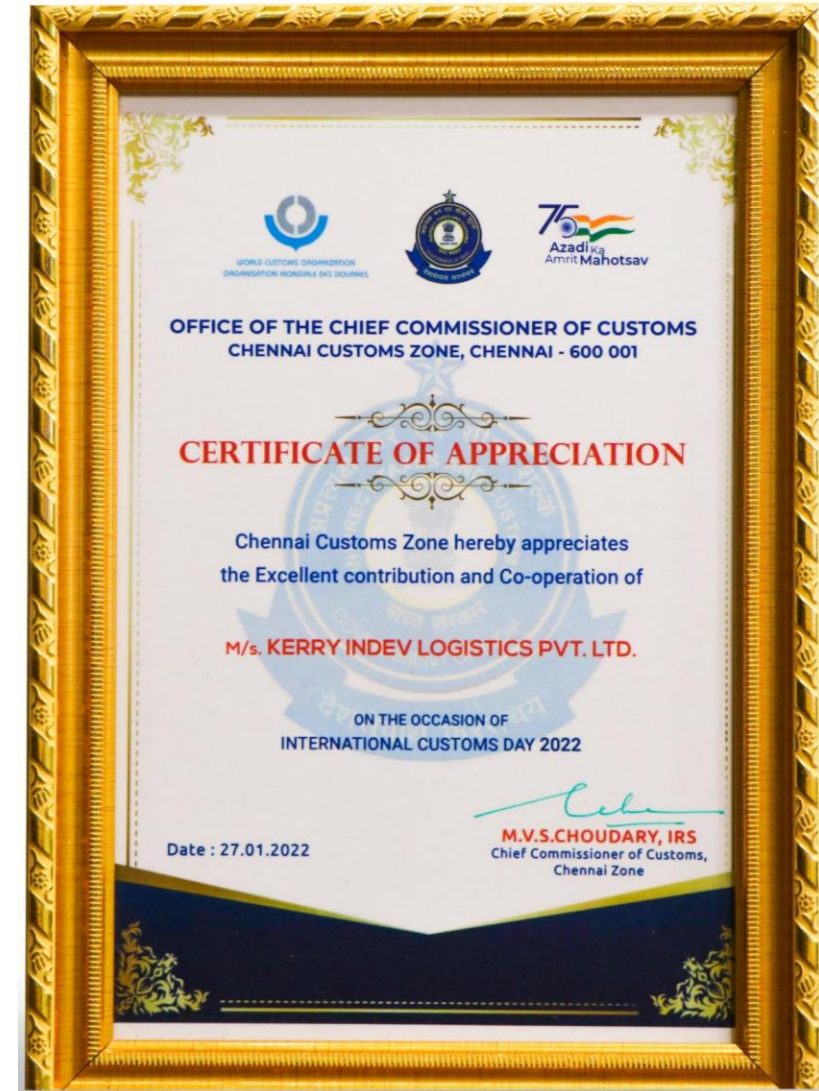 WORLD CUSTOMS ORGANIZATION
ORGANISATION MONDIALE DES DOUANES
75
Azadi Ka
Amrit Mahotsav
OFFICE OF THE CHIEF COMMISSIONER OF CUSTOMS
CHENNAI CUSTOMS ZONE, CHENNAI - 600 001
CERTIFICATE OF APPRECIATION
Chennai Customs Zone hereby appreciates
the Excellent contribution and Co-operation of
M/s. KERRY INDEV LOGISTICS PVT. LTD.
भारत सरकार
ON THE OCCASION OF
INTERNATIONAL CUSTOMS DAY 2022
Date : 27.01.2022
M.V.S.CHOUDARY, IRS
Chief Commissioner of Customs,
Chennai Zone